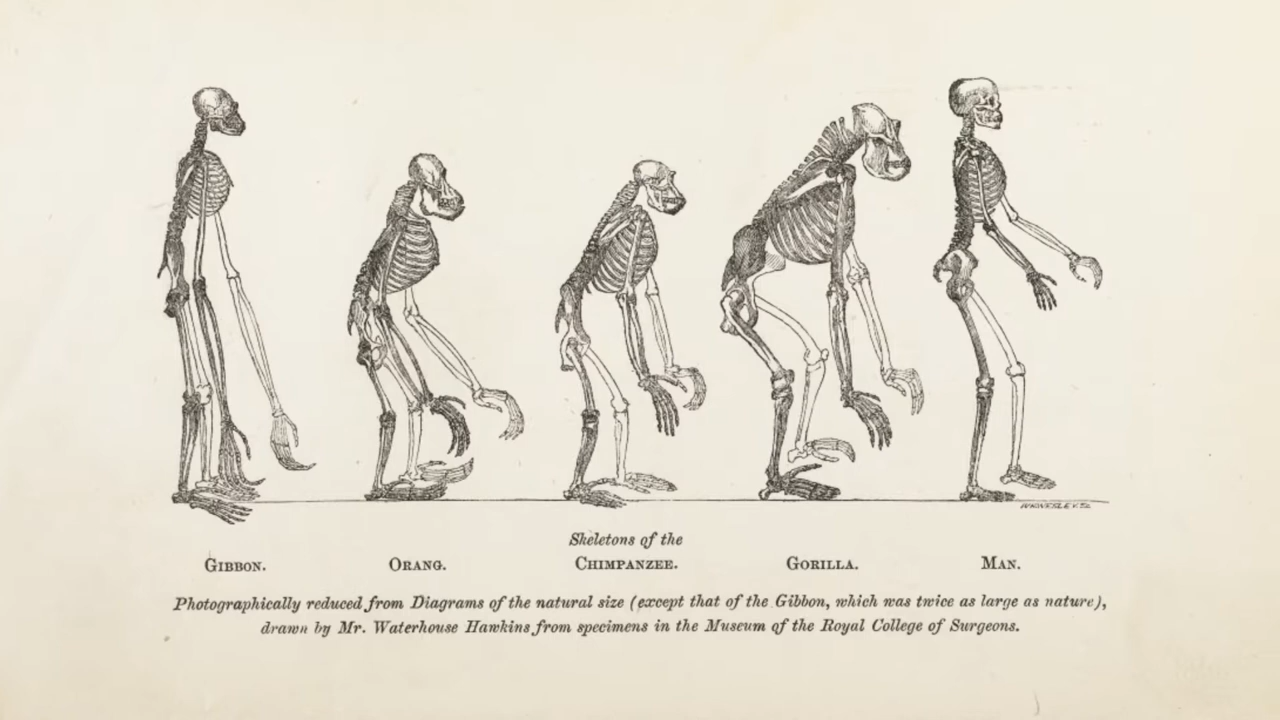 Skeletons of the
GIBBON. ORANG. CHIMPANZEE. GORILLA. MAN.
Photographically reduced from Diagrams of the natural size (except that of the Gibbon, which was twice as large as nature),
drawn by Mr. Waterhouse Hawkins from specimens in the Museum of the Royal College of Surgeons.